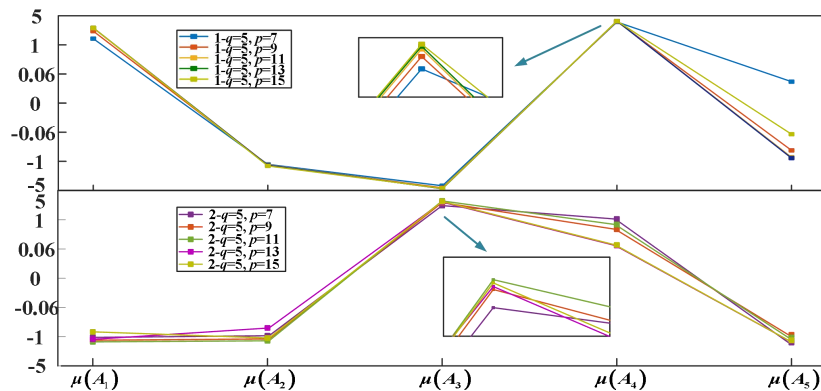 5
1
0.06
0
-0.06
-1
-5
1-q=5, p=7
1-q=5, p=9
1-q=5, p=11
1-q=5, p=13
1-q=5, p=15
5
1
0.06
0
-0.06
-1
-5
2-q=5, p=7
2-q=5, p=9
2-q=5, p=11
2-q=5, p=13
2-q=5, p=15
μ(A₁) μ(A₂) μ(A₃) μ(A₄) μ(A₅)